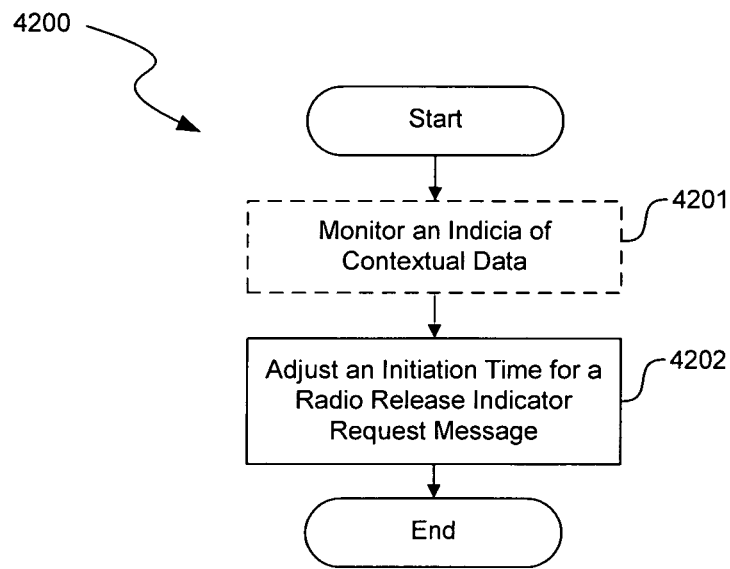 4200
Start
4201
Monitor an Indicia of
Contextual Data
4202
Adjust an Initiation Time for a
Radio Release Indicator
Request Message
End